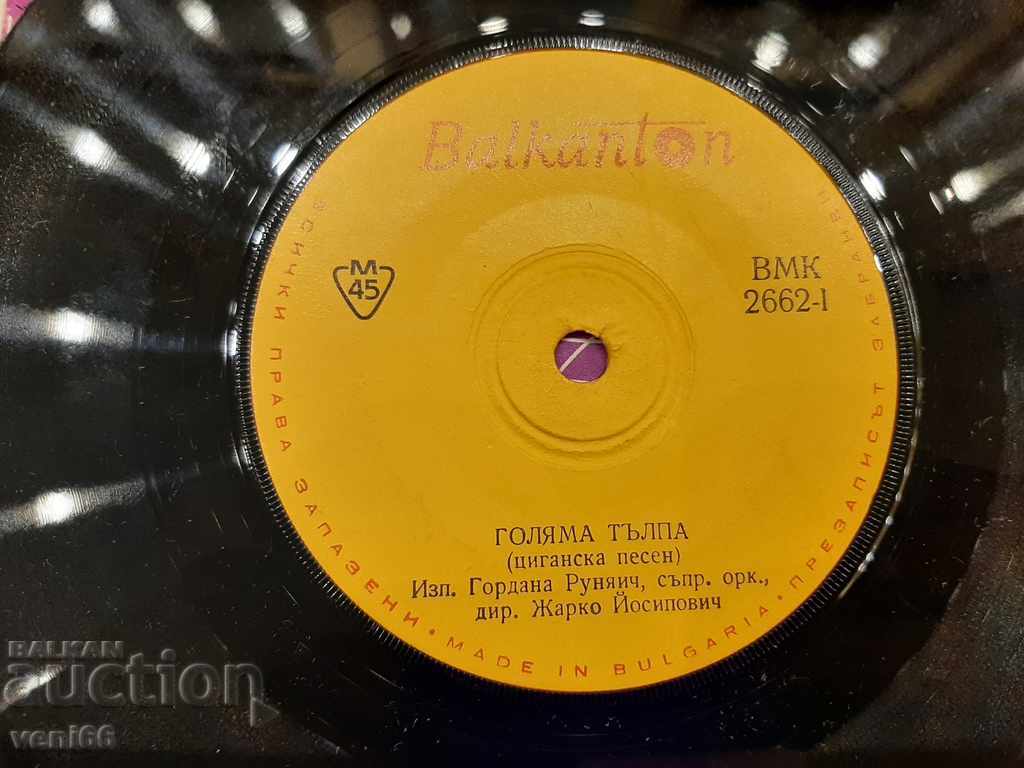 Balkanton
M
45
ВМК
2662-I
ГОЛЯМА ТЪЛПА
(циганска песен)
Изп. Гордана Руняич, съпр. орк.,
дир. Жарко Йосипович
ВСИЧКИ ПРАВА ЗАПАЗЕНИ • MADE IN BULGARIA • ПРЕЗАПИСЪТ ЗАБРАНЕН!
BALKAN
auction
veni66